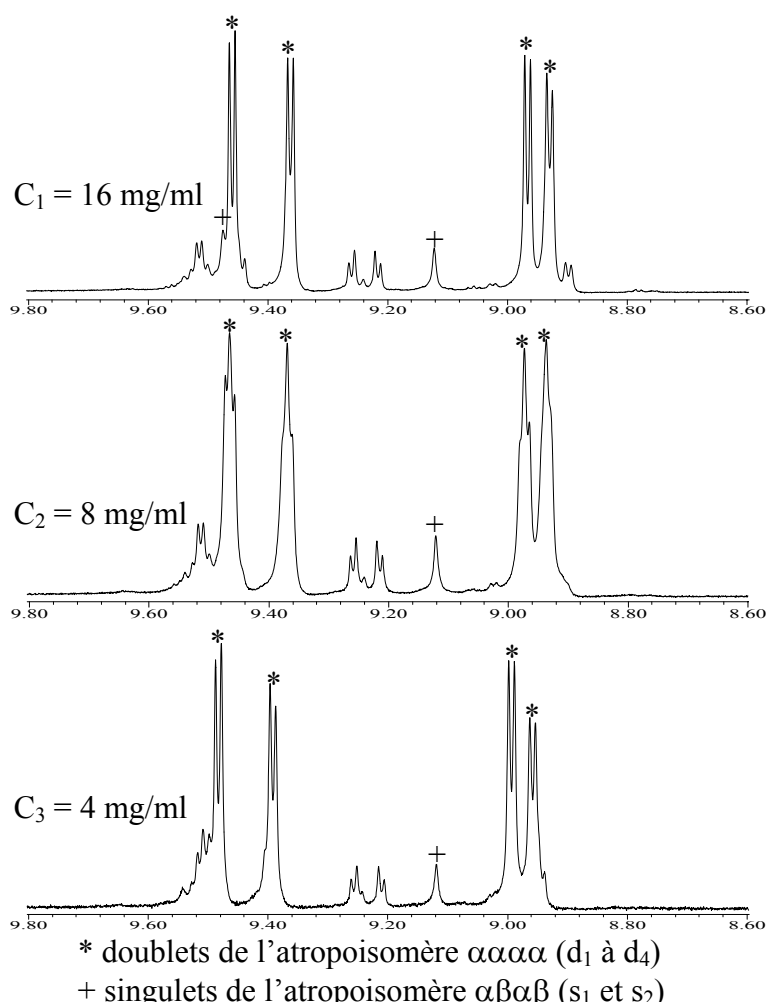 * * * *
C₁ = 16 mg/ml
+ +
9.80 9.60 9.40 9.20 9.00 8.80 8.60
* * * *
C₂ = 8 mg/ml
+
9.80 9.60 9.40 9.20 9.00 8.80 8.60
* * * *
C₃ = 4 mg/ml
+
9.80 9.60 9.40 9.20 9.00 8.80 8.60
* doublets de l’atropoisomère αααα (d₁ à d₄)
+ singulets de l’atropoisomère αβαβ (s₁ et s₂)